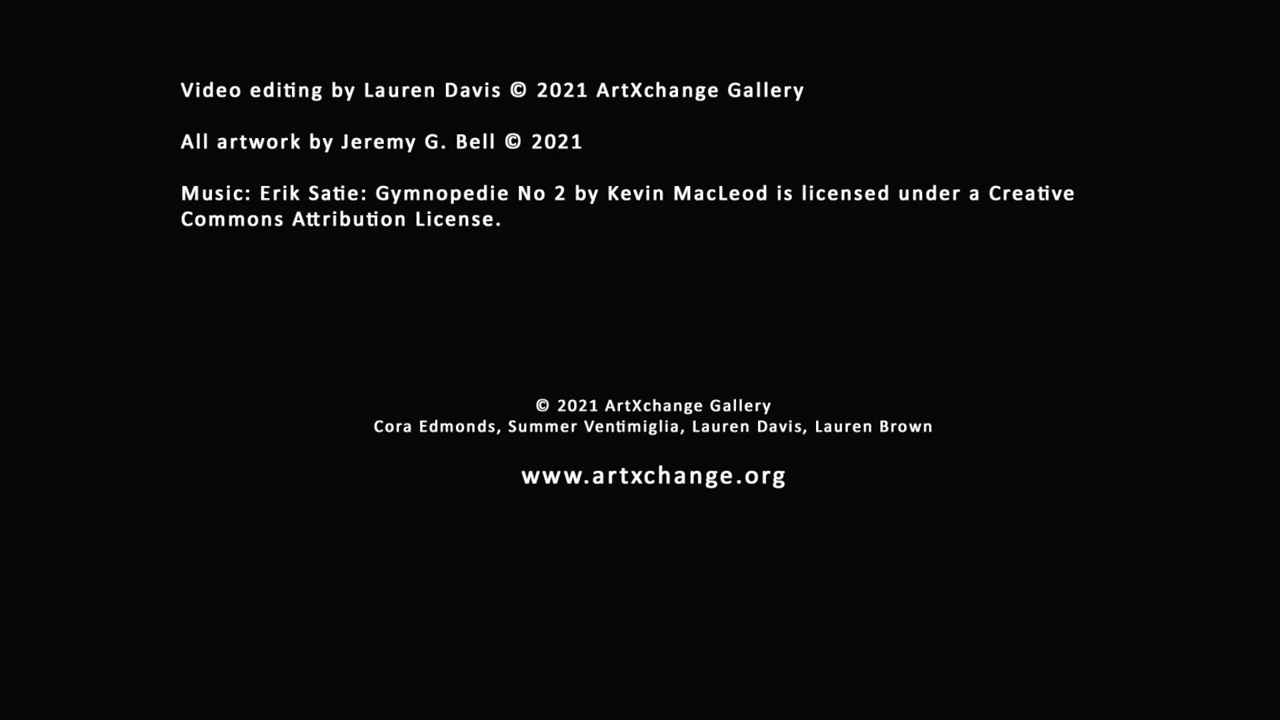 Video editing by Lauren Davis © 2021 ArtXchange Gallery
All artwork by Jeremy G. Bell © 2021
Music: Erik Satie: Gymnopedie No 2 by Kevin MacLeod is licensed under a Creative
Commons Attribution License.
© 2021 ArtXchange Gallery
Cora Edmonds, Summer Ventimiglia, Lauren Davis, Lauren Brown
www.artxchange.org